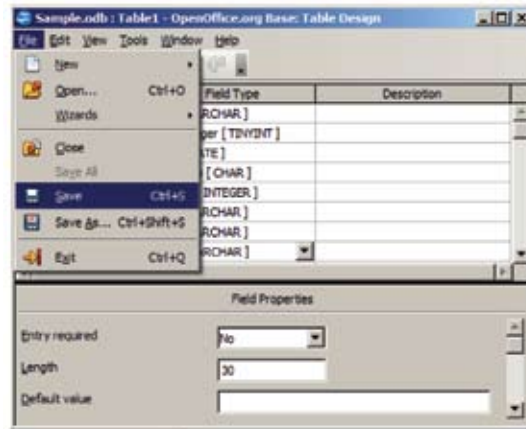 Sample.odb : Table1 - OpenOffice.org Base: Table Design
File Edit View Tools Window Help
New
Open... Ctrl+O
Wizards
Close
Save All
Save Ctrl+S
Save As... Ctrl+Shift+S
Exit Ctrl+Q
Field Type Description
RCHAR ]
ger [ TINYINT ]
TE ]
[ CHAR ]
INTEGER ]
RCHAR ]
RCHAR ]
RCHAR ]
Field Properties
Entry required No
Length 30
Default value